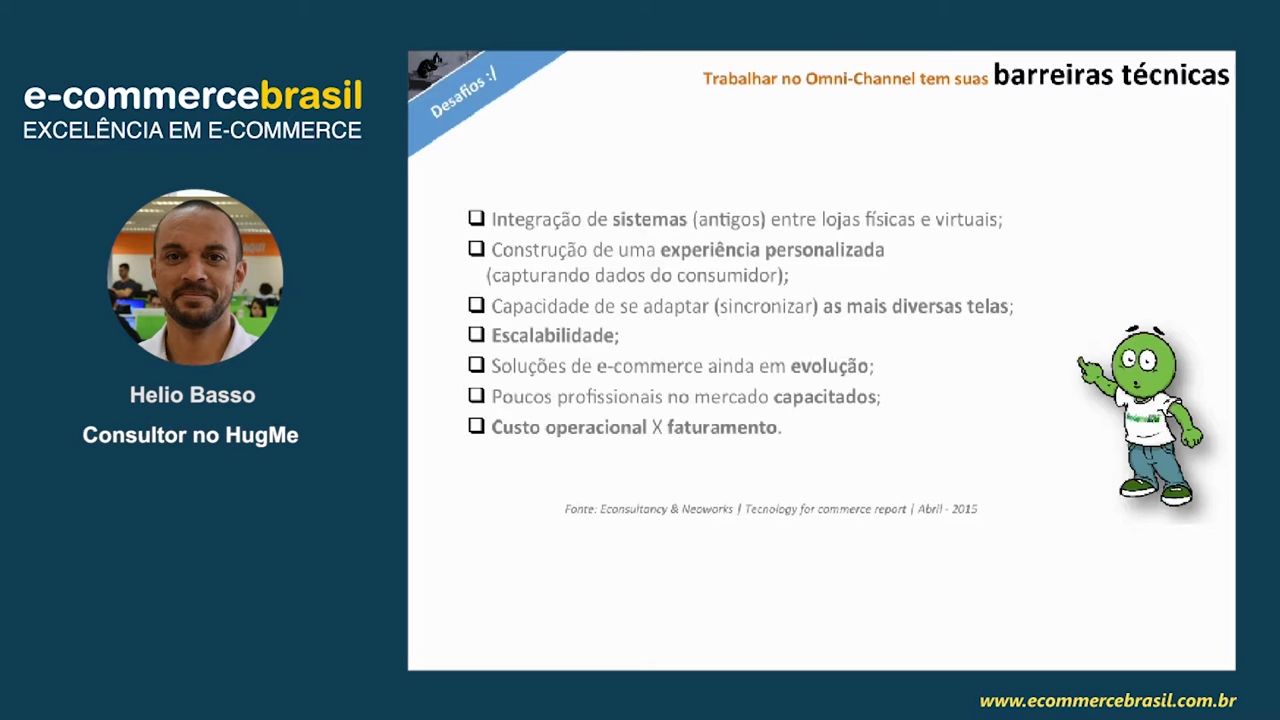 e-commercebrasil
EXCELÊNCIA EM E-COMMERCE
Helio Basso
Consultor no HugMe
Desafios :/
Trabalhar no Omni-Channel tem suas barreiras técnicas
Integração de sistemas (antigos) entre lojas físicas e virtuais;
Construção de uma experiência personalizada
(capturando dados do consumidor);
Capacidade de se adaptar (sincronizar) as mais diversas telas;
Escalabilidade;
Soluções de e-commerce ainda em evolução;
Poucos profissionais no mercado capacitados;
Custo operacional X faturamento.
Fonte: Econsultancy & Neoworks | Tecnology for commerce report | Abril - 2015
www.ecommercebrasil.com.br